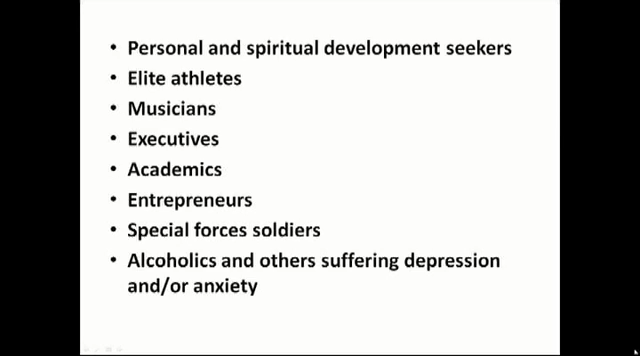 • Personal and spiritual development seekers
• Elite athletes
• Musicians
• Executives
• Academics
• Entrepreneurs
• Special forces soldiers
• Alcoholics and others suffering depression
and/or anxiety